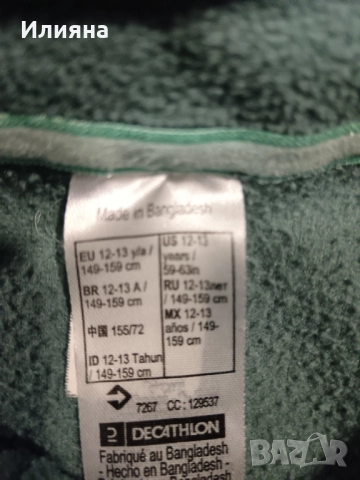 Илияна
Made in Bangladesh
EU 12-13 y/a /
149-159 cm
BR 12-13 A /
149-159 cm
中国 155/72
ID 12-13 Tahun
/ 149-159 cm
US 12-13
years /
59-63in
RU 12-13лет
/ 149-159 cm
MX 12-13
años / 149-
159 cm
7267 CC: 129537
DECATHLON
Fabriqué au Bangladesh
- Hecho en Bangladesh -
BAZAR